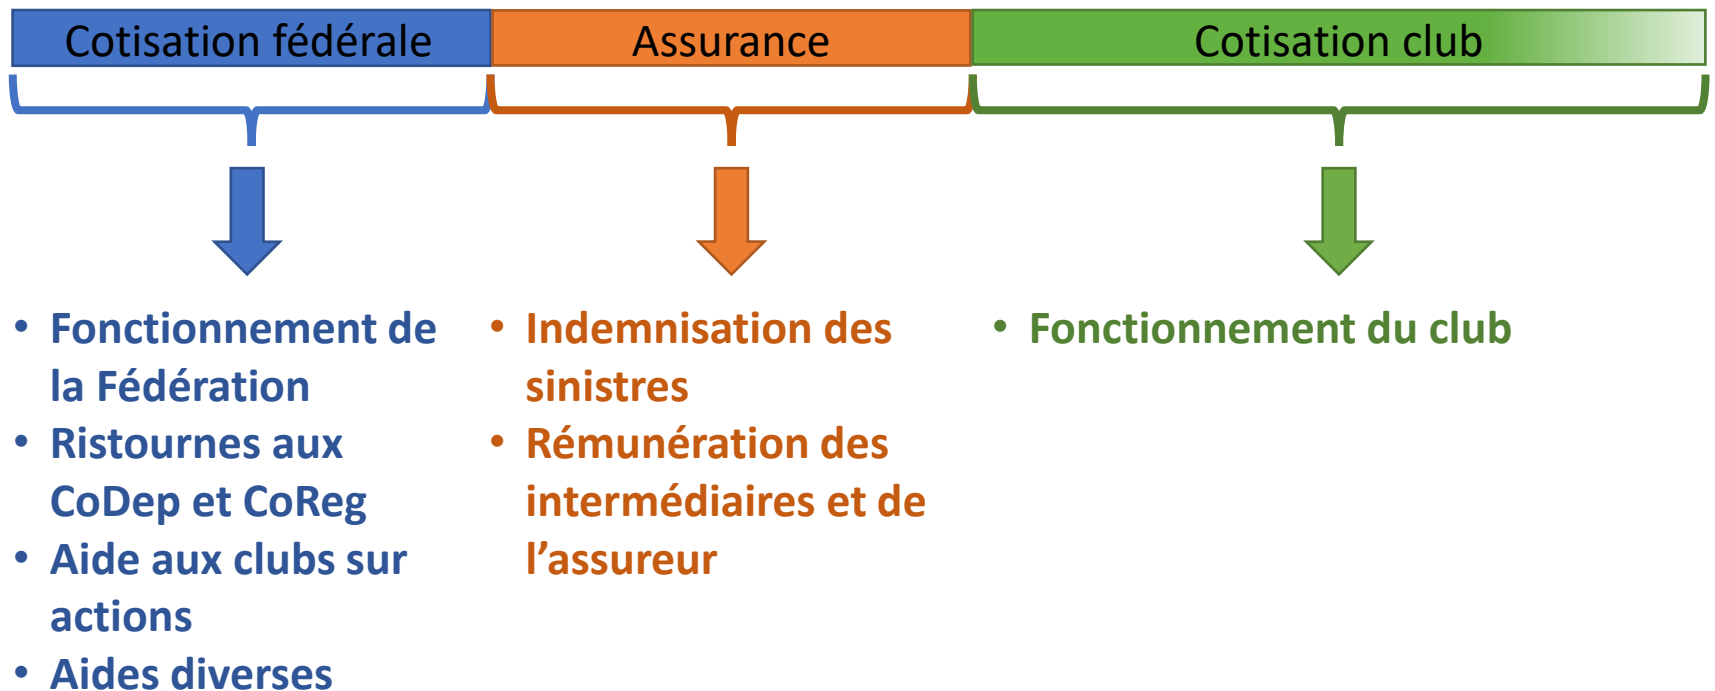 Cotisation fédérale
Assurance
Cotisation club
• Fonctionnement de
la Fédération
• Ristournes aux
CoDep et CoReg
• Aide aux clubs sur
actions
• Aides diverses
• Indemnisation des
sinistres
• Rémunération des
intermédiaires et de
l’assureur
• Fonctionnement du club